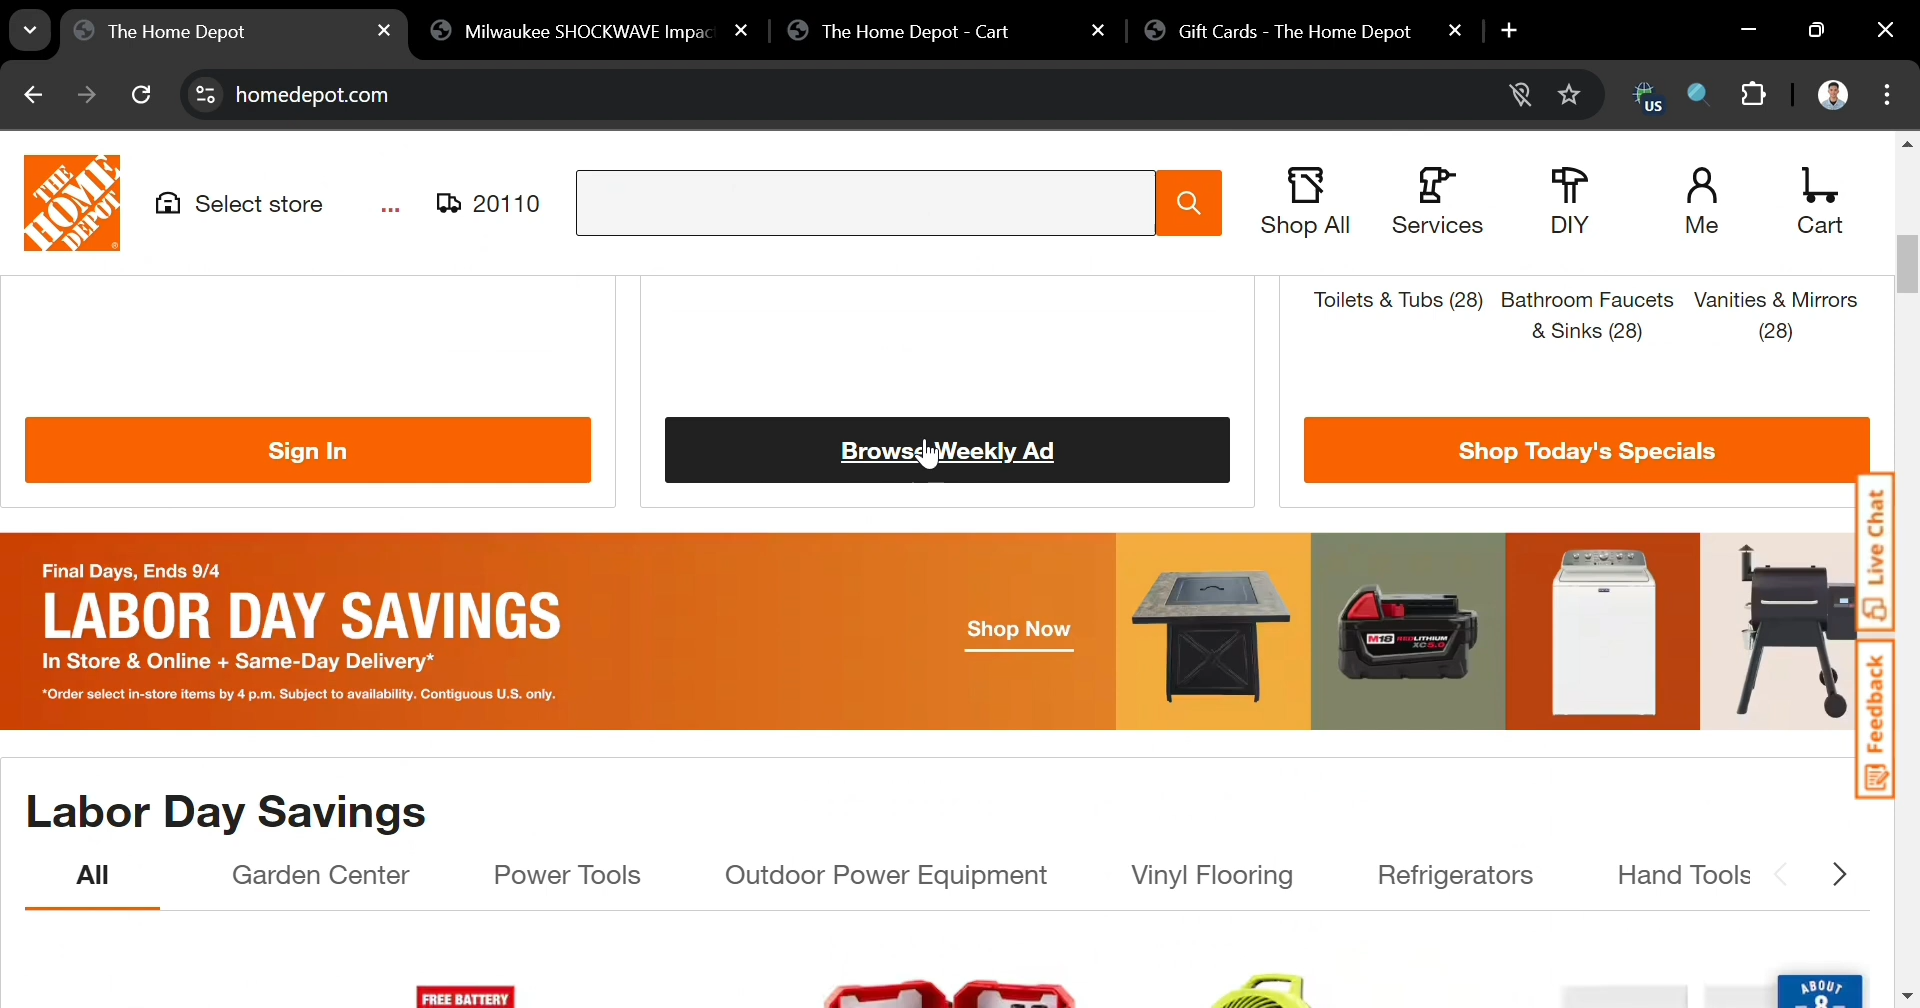 The Home Depot
Milwaukee SHOCKWAVE Impac
The Home Depot - Cart
Gift Cards - The Home Depot
homedepot.com
US
THE HOME DEPOT
Select store
...
20110
Shop All
Services
DIY
Me
Cart
Toilets & Tubs (28)
Bathroom Faucets
& Sinks (28)
Vanities & Mirrors
(28)
Sign In
Browse Weekly Ad
Shop Today's Specials
Live Chat
Feedback
Final Days, Ends 9/4
LABOR DAY SAVINGS
In Store & Online + Same-Day Delivery*
*Order select in-store items by 4 p.m. Subject to availability. Contiguous U.S. only.
Shop Now
M18 REDLITHIUM
XC5.0
Labor Day Savings
All
Garden Center
Power Tools
Outdoor Power Equipment
Vinyl Flooring
Refrigerators
Hand Tools
FREE BATTERY
ABOUT
8